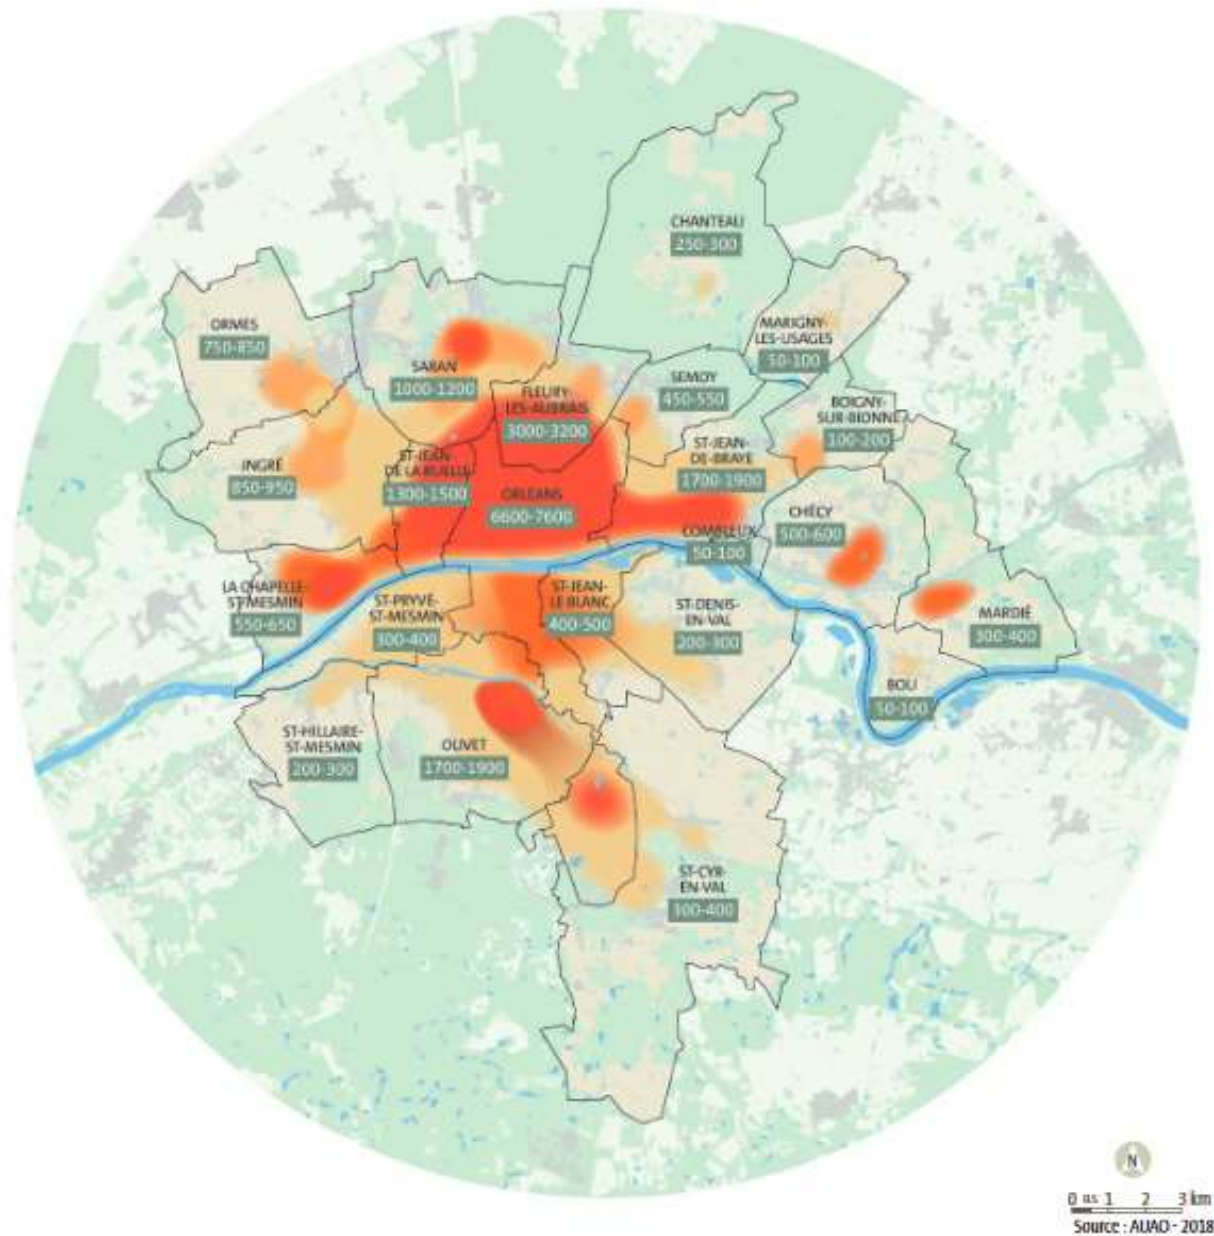 CHANTEAU
250-300
ORMES
750-850
MARIGNY-
LES-USAGES
50-100
SARAN
1000-1200
SEMOY
450-550
FLEURY-
LES-AUBRAIS
3000-3200
BOIGNY-
SUR-BIONNE
100-200
INGRÉ
850-950
ST-JEAN
DE LA RUELLE
1300-1500
ST-JEAN-
DE-BRAYE
1700-1900
ORLÉANS
6600-7600
CHÉCY
500-600
COMBLEUX
50-100
LA CHAPELLE-
ST-MESMIN
550-650
ST-PRYVÉ-
ST-MESMIN
300-400
ST-JEAN-
LE-BLANC
400-500
ST-DENIS-
EN-VAL
200-300
MARDIÉ
300-400
BOU
50-100
ST-HILLAIRE-
ST-MESMIN
200-300
OLIVET
1700-1900
ST-CYR-
EN-VAL
300-400
N
0 0.5 1 2 3 km
Source : AUAO - 2018